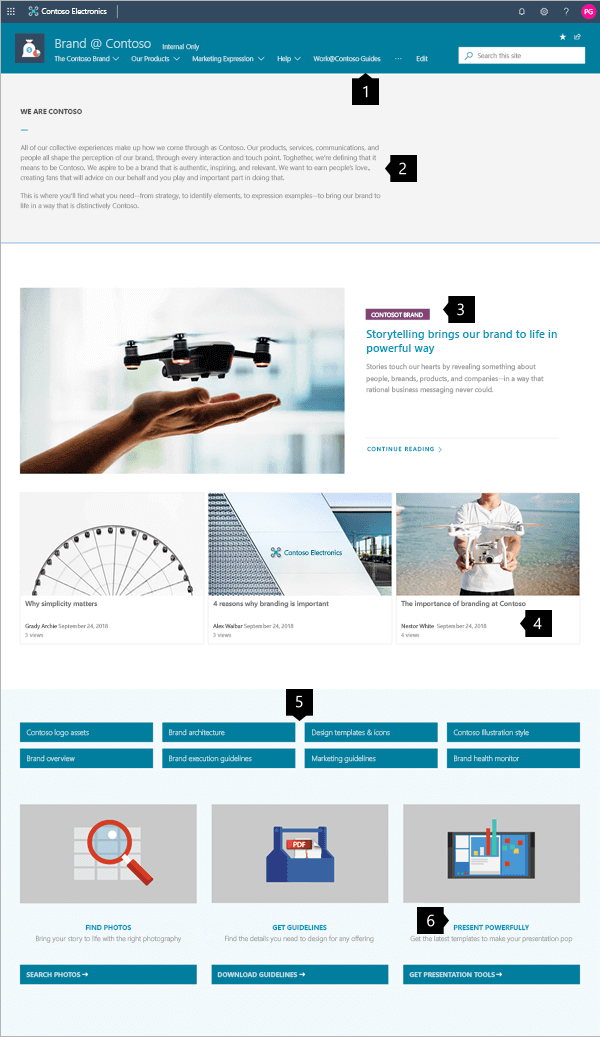 Contoso Electronics
?
PG
Brand @ Contoso Internal Only
The Contoso Brand Our Products Marketing Expression Help Work@Contoso Guides ... Edit
Search this site
1
WE ARE CONTOSO
All of our collective experiences make up how we come through as Contoso. Our products, services, communications, and
people all shape the perception of our brand, through every interaction and touch point. Toghether, we're defining that it
means to be Contoso. We aspire to be a brand that is authentic, inspiring, and relevant. We want to earn people's love.,
creating fans that will advice on our behalf and you play and important part in doing that.
2
This is where you'll find what you need--from strategy, to identify elements, to expression examples--to bring our brand to
life in a way that is distinctively Contoso.
3
CONTOSOT BRAND
Storytelling brings our brand to life in
powerful way
Stories touch our hearts by revealing something about
people, breands, products, and companies--in a way that
rational business messaging never could.
CONTINUE READING
Contoso Electronics
Why simplicity matters
Grady Archie September 24, 2018
3 views
4 reasons why branding is important
Alex Walbar September 24, 2018
3 views
The importance of branding at Contoso
Nestor White September 24, 2018
4 views
4
5
Contoso logo assets
Brand architecture
Design templates & icons
Contoso Illustration style
Brand overview
Brand execution guidelines
Marketing guidelines
Brand health monitor
PDF
FIND PHOTOS
Bring your story to life with the right photography
GET GUIDELINES
Find the details you need to design for any offering
6
PRESENT POWERFULLY
Get the latest templates to make your presentation pop
SEARCH PHOTOS →
DOWNLOAD GUIDELINES →
GET PRESENTATION TOOLS →